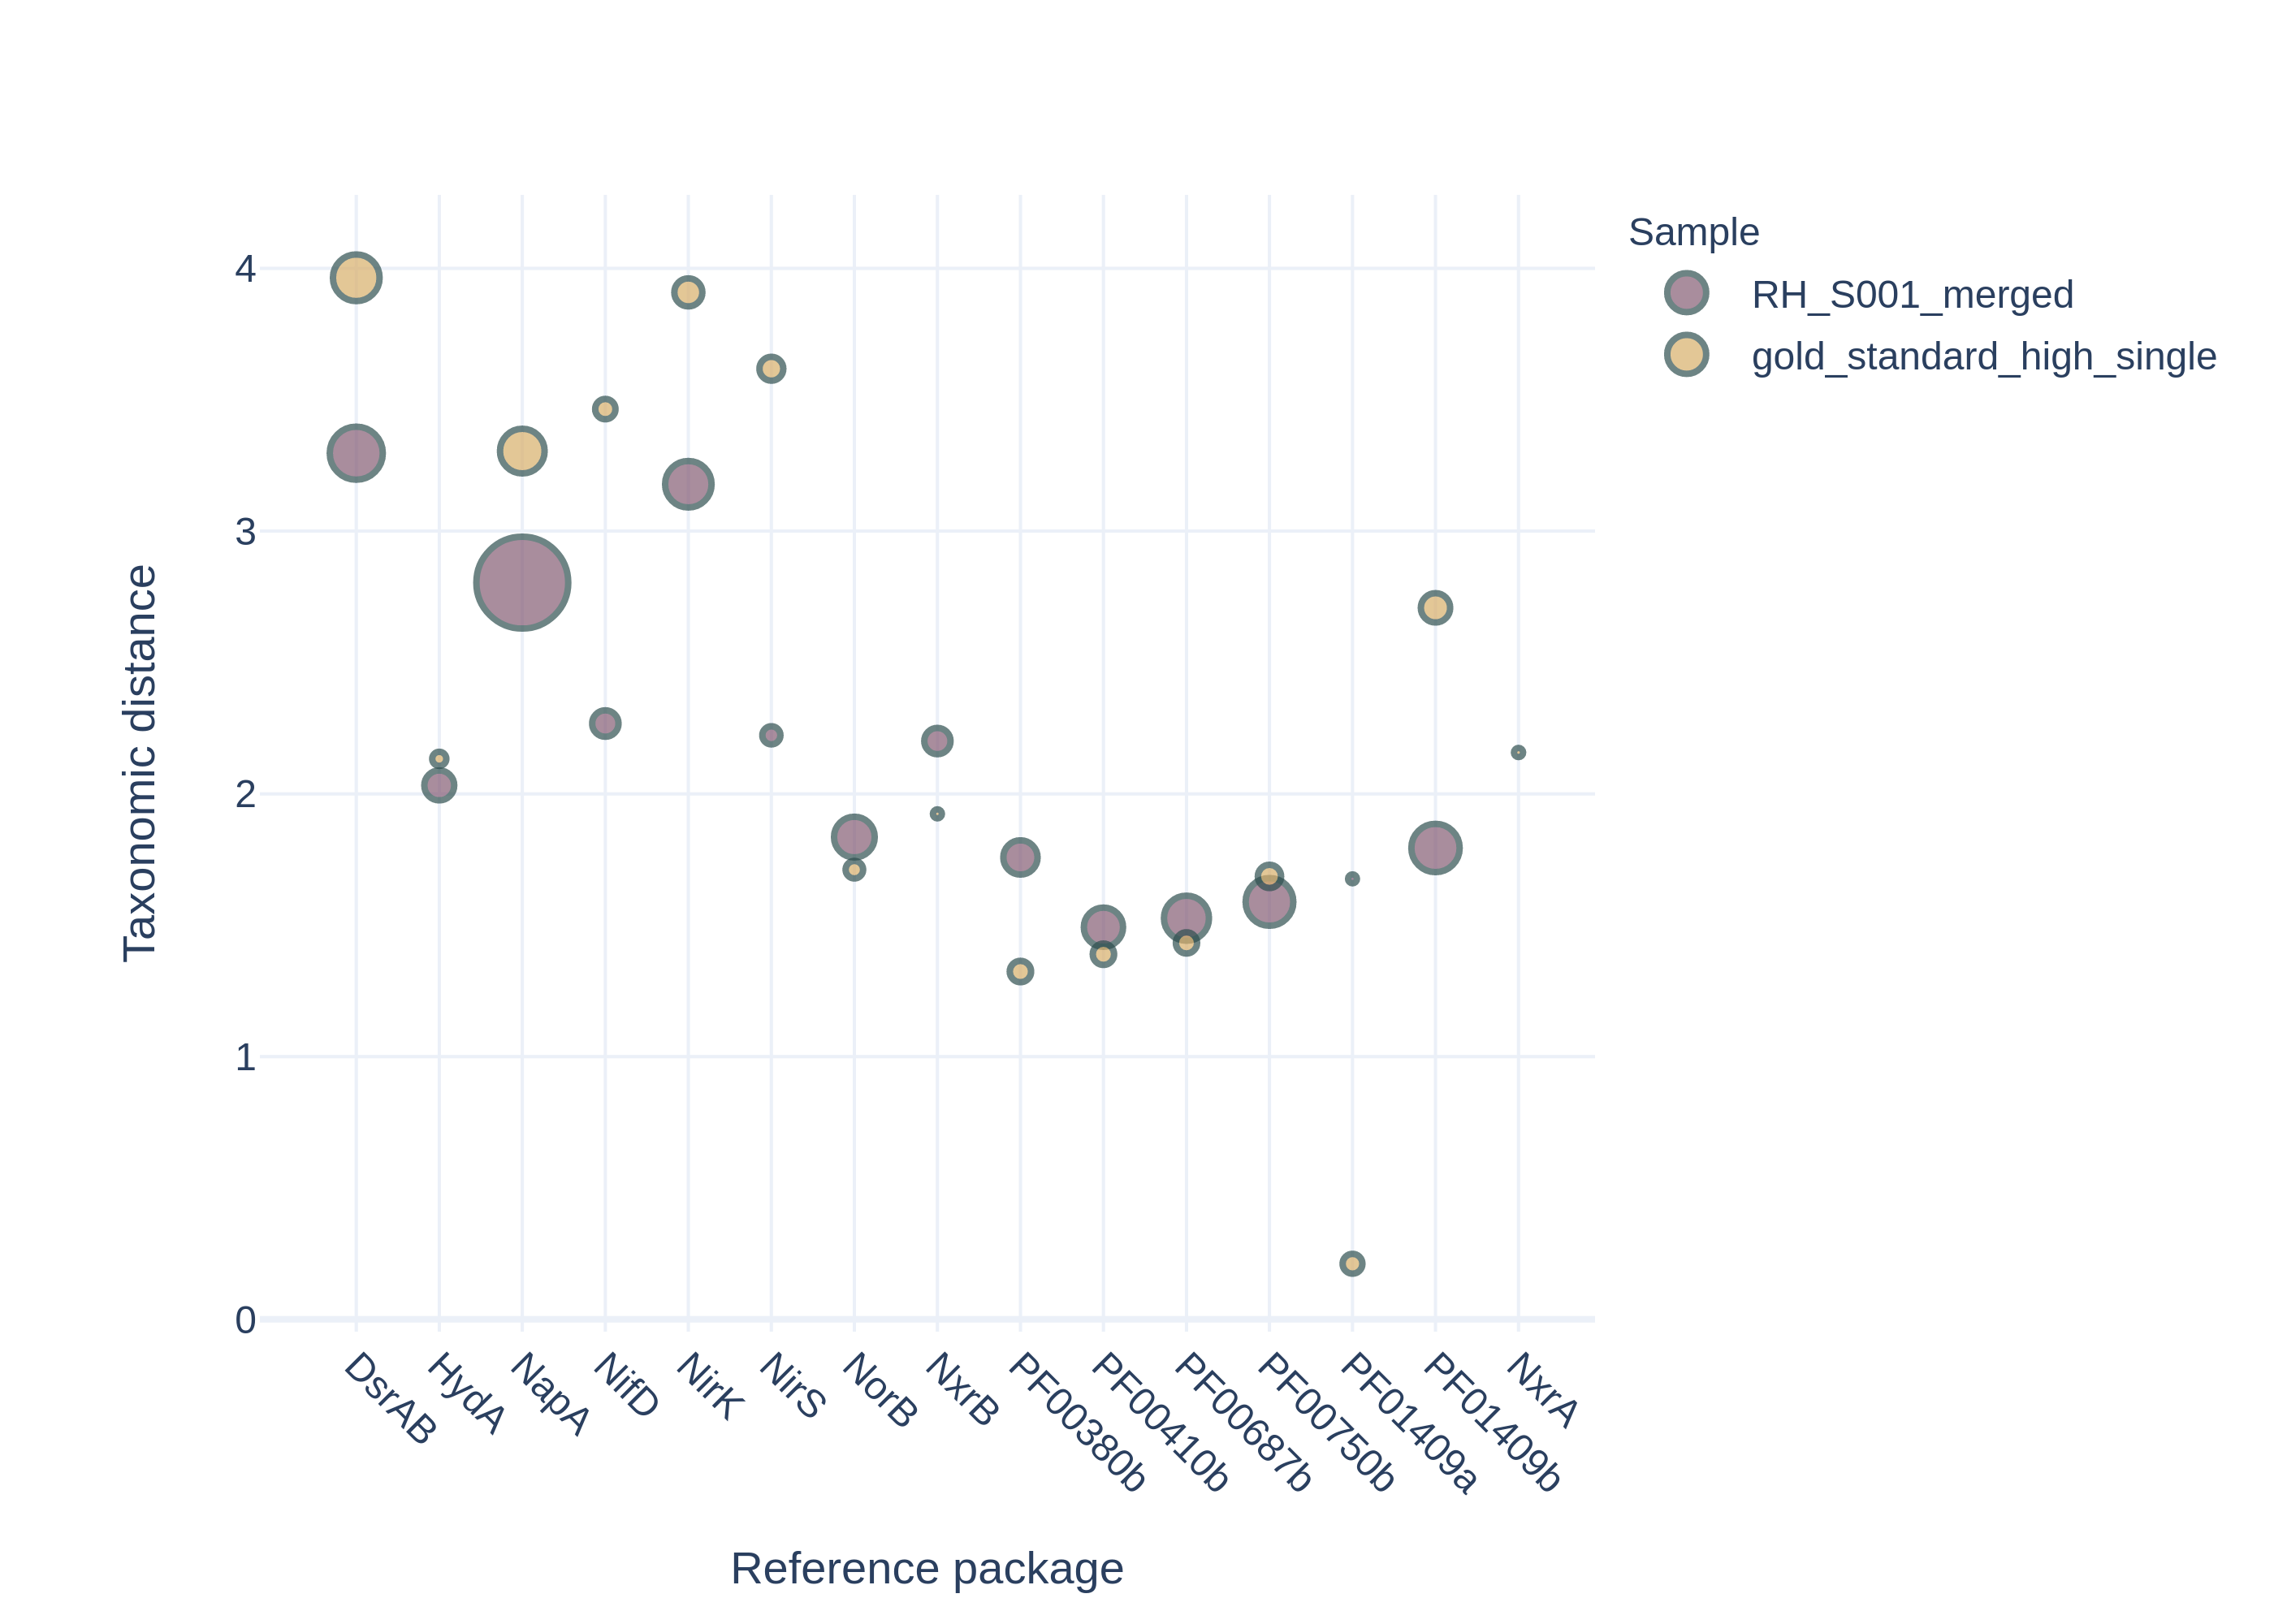 Sample
RH_S001_merged
gold_standard_high_single
4
3
2
1
0
Taxonomic distance
DsrAB
HydA
NapA
NifD
NirK
NirS
NorB
NxrB
PF00380b
PF00410b
PF00687b
PF00750b
PF01409a
PF01409b
NxrA
Reference package